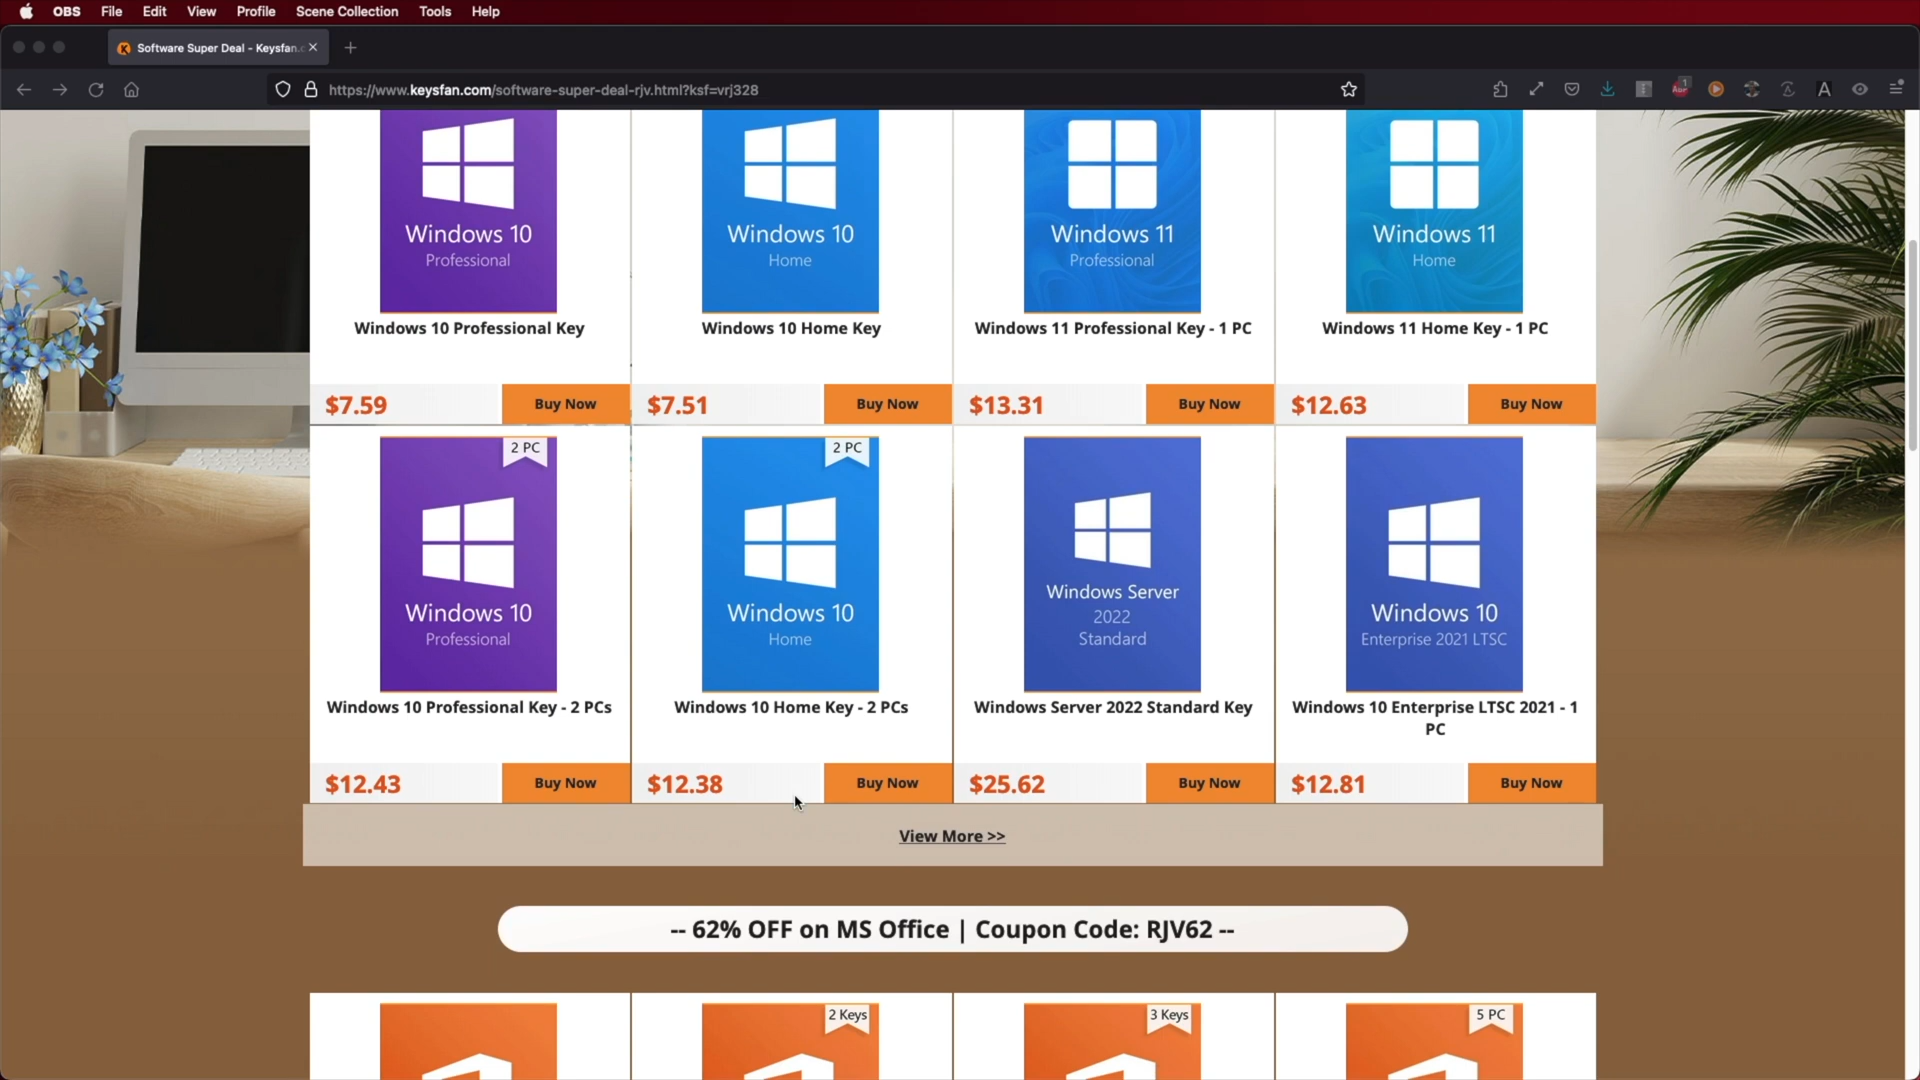 OBS File Edit View Profile Scene Collection Tools Help
Software Super Deal - Keysfan.c
https://www.keysfan.com/software-super-deal-rjv.html?ksf=vrj328
1
A
Windows 10
Professional
Windows 10
Home
Windows 11
Professional
Windows 11
Home
Windows 10 Professional Key
Windows 10 Home Key
Windows 11 Professional Key - 1 PC
Windows 11 Home Key - 1 PC
$7.59 Buy Now
$7.51 Buy Now
$13.31 Buy Now
$12.63 Buy Now
2 PC
Windows 10
Professional
2 PC
Windows 10
Home
Windows Server
2022
Standard
Windows 10
Enterprise 2021 LTSC
Windows 10 Professional Key - 2 PCs
Windows 10 Home Key - 2 PCs
Windows Server 2022 Standard Key
Windows 10 Enterprise LTSC 2021 - 1
PC
$12.43 Buy Now
$12.38 Buy Now
$25.62 Buy Now
$12.81 Buy Now
View More >>
-- 62% OFF on MS Office | Coupon Code: RJV62 --
2 Keys
3 Keys
5 PC